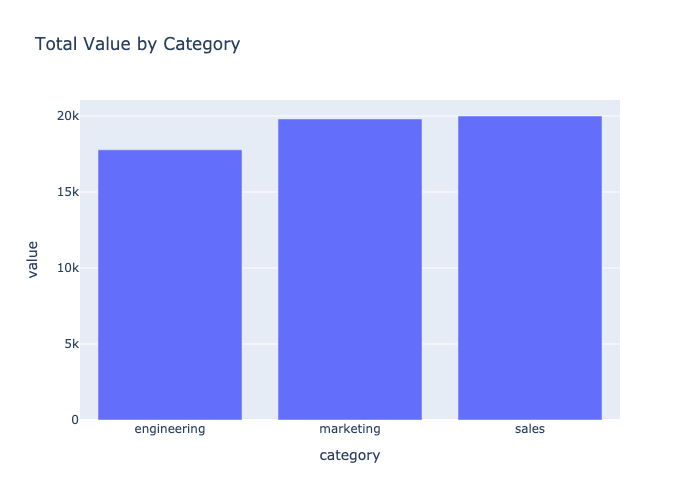 Total Value by Category
20k
15k
10k
5k
0
value
engineering marketing sales
category